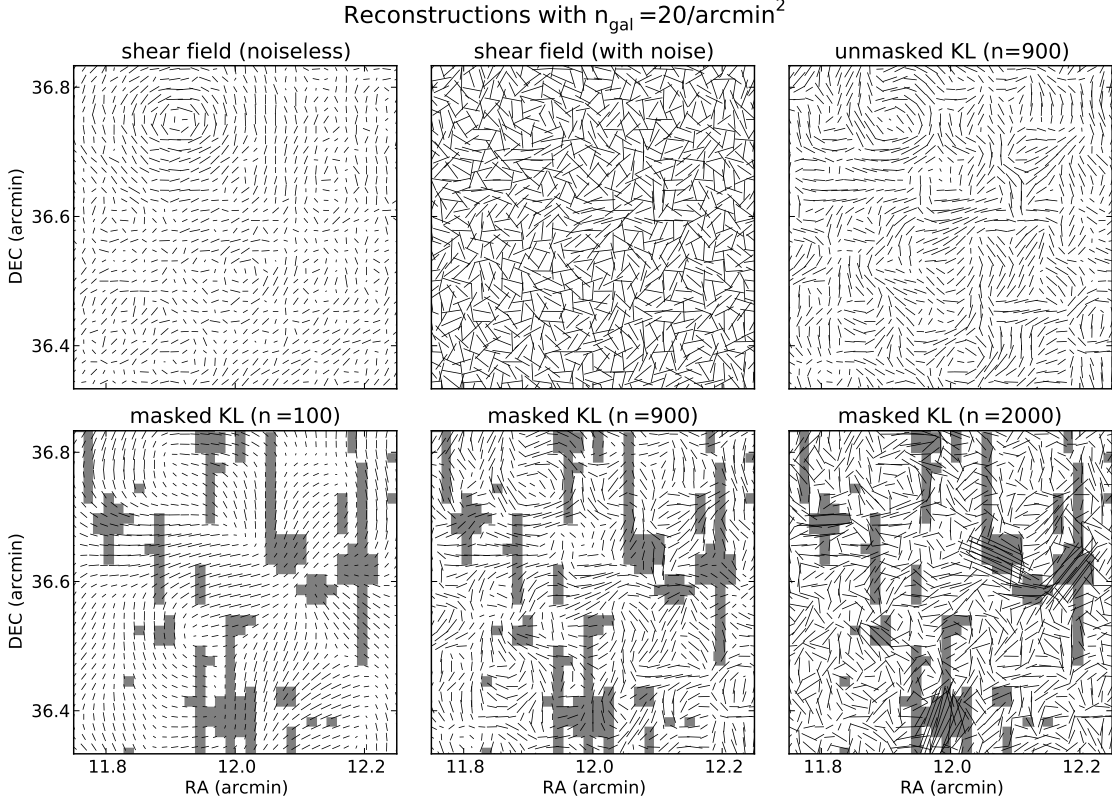 Reconstructions with n_gal =20/arcmin²
shear field (noiseless)
shear field (with noise)
unmasked KL (n=900)
36.8
36.6
36.4
DEC (arcmin)
masked KL (n =100)
masked KL (n =900)
masked KL (n =2000)
36.8
36.6
36.4
DEC (arcmin)
11.8 12.0 12.2
RA (arcmin)
11.8 12.0 12.2
RA (arcmin)
11.8 12.0 12.2
RA (arcmin)